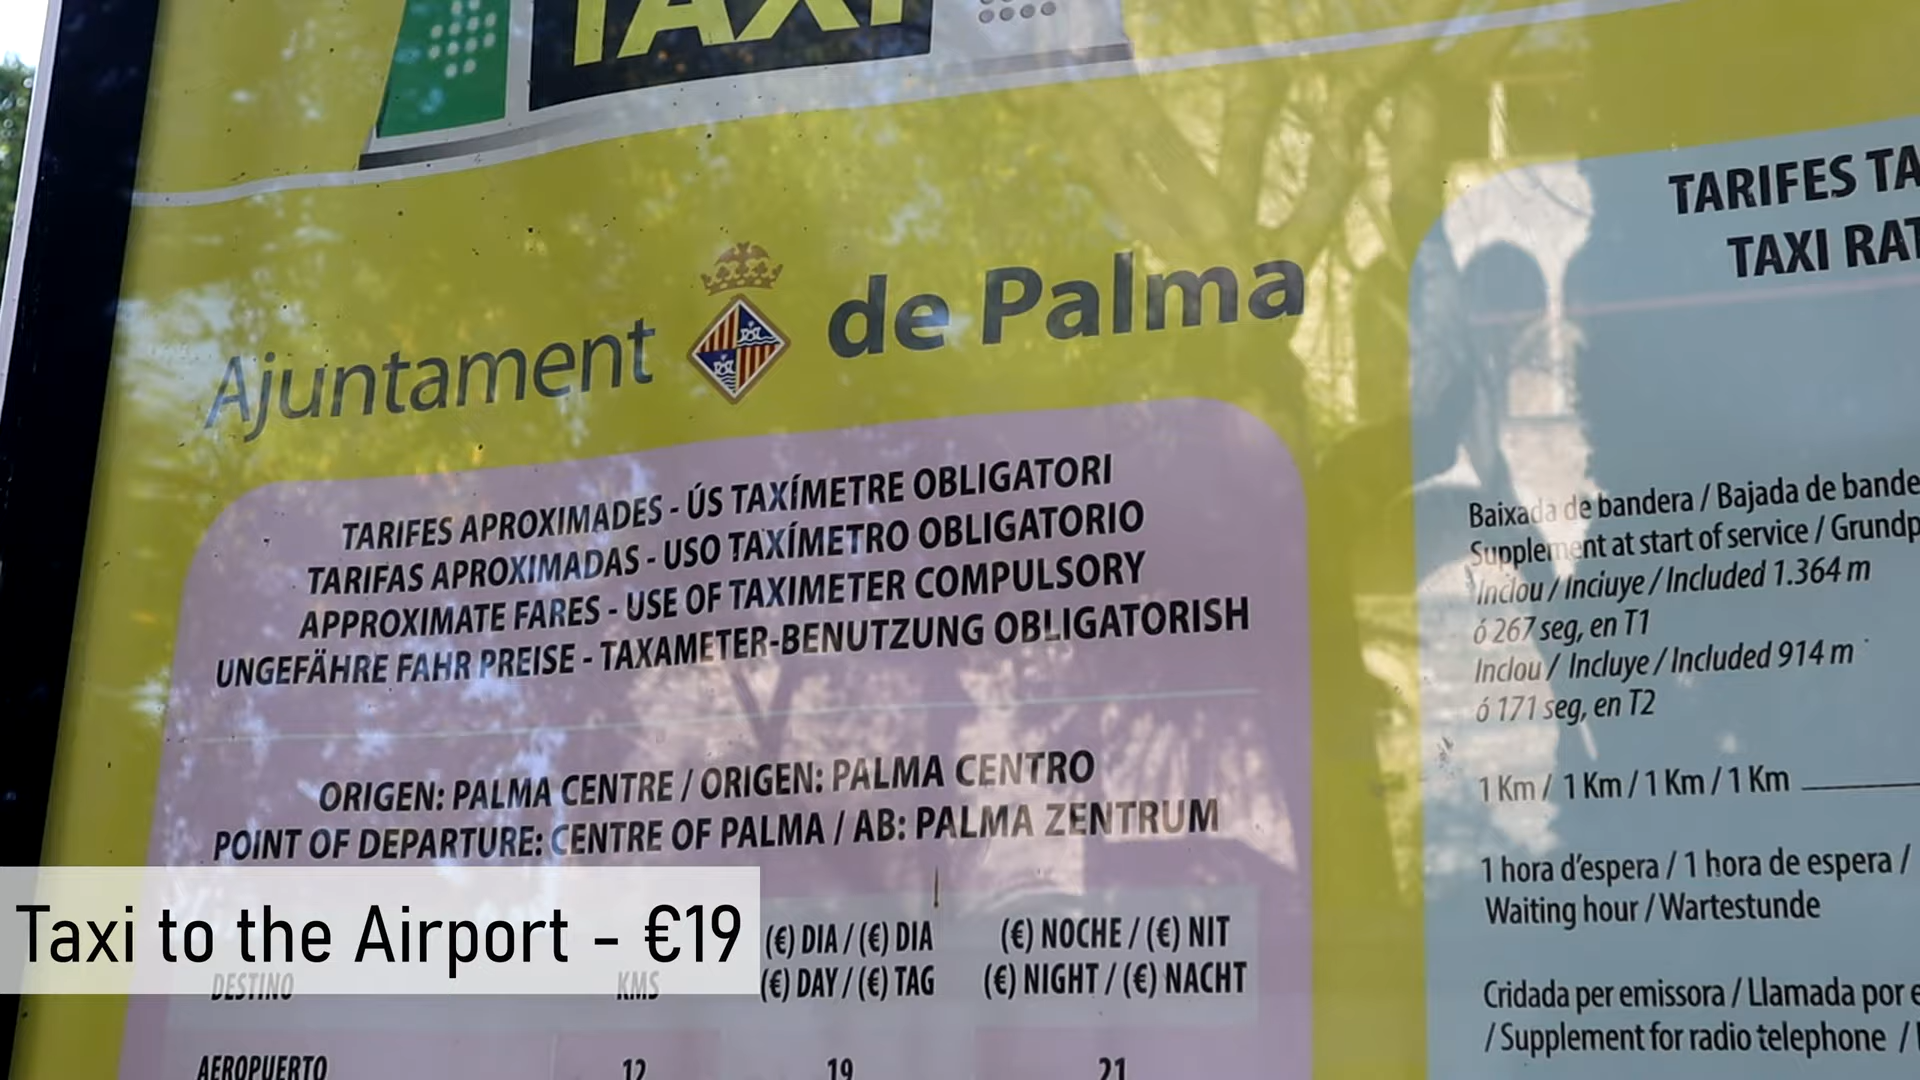 TAXI
Ajuntament de Palma
TARIFES APROXIMADES - ÚS TAXÍMETRE OBLIGATORI
TARIFAS APROXIMADAS - USO TAXÍMETRO OBLIGATORIO
APPROXIMATE FARES - USE OF TAXIMETER COMPULSORY
UNGEFÄHRE FAHR PREISE - TAXAMETER-BENUTZUNG OBLIGATORISH
ORIGEN: PALMA CENTRE / ORIGEN: PALMA CENTRO
POINT OF DEPARTURE: CENTRE OF PALMA / AB: PALMA ZENTRUM
(€) DIA / (€) DIA (€) NOCHE / (€) NIT
DESTINO KMS (€) DAY / (€) TAG (€) NIGHT / (€) NACHT
AEROPUERTO 12 19 21
Taxi to the Airport - €19
TARIFES TA
TAXI RAT
Baixada de bandera / Bajada de bande
Supplement at start of service / Grundp
Inclou / Inciuye / Included 1.364 m
ó 267 seg, en T1
Inclou / Incluye / Included 914 m
ó 171 seg, en T2
1 Km / 1 Km / 1 Km / 1 Km
1 hora d'espera / 1 hora de espera /
Waiting hour / Wartestunde
Cridada per emissora / Llamada por e
/ Supplement for radio telephone /